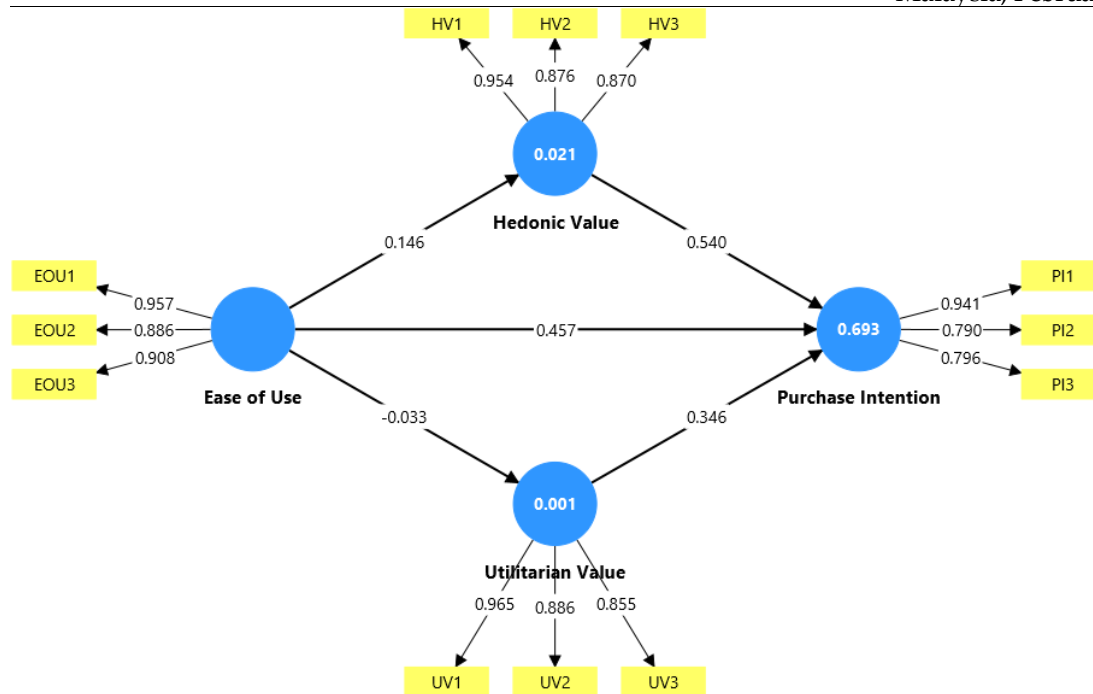 HV1 HV2 HV3
0.954 0.876 0.870
0.021
Hedonic Value
0.146 0.540
EOU1 PI1
0.957 0.941
EOU2 0.886 0.457 0.693 0.790 PI2
0.908 0.796
EOU3 PI3
Ease of Use Purchase Intention
-0.033 0.346
0.001
Utilitarian Value
0.965 0.886 0.855
UV1 UV2 UV3